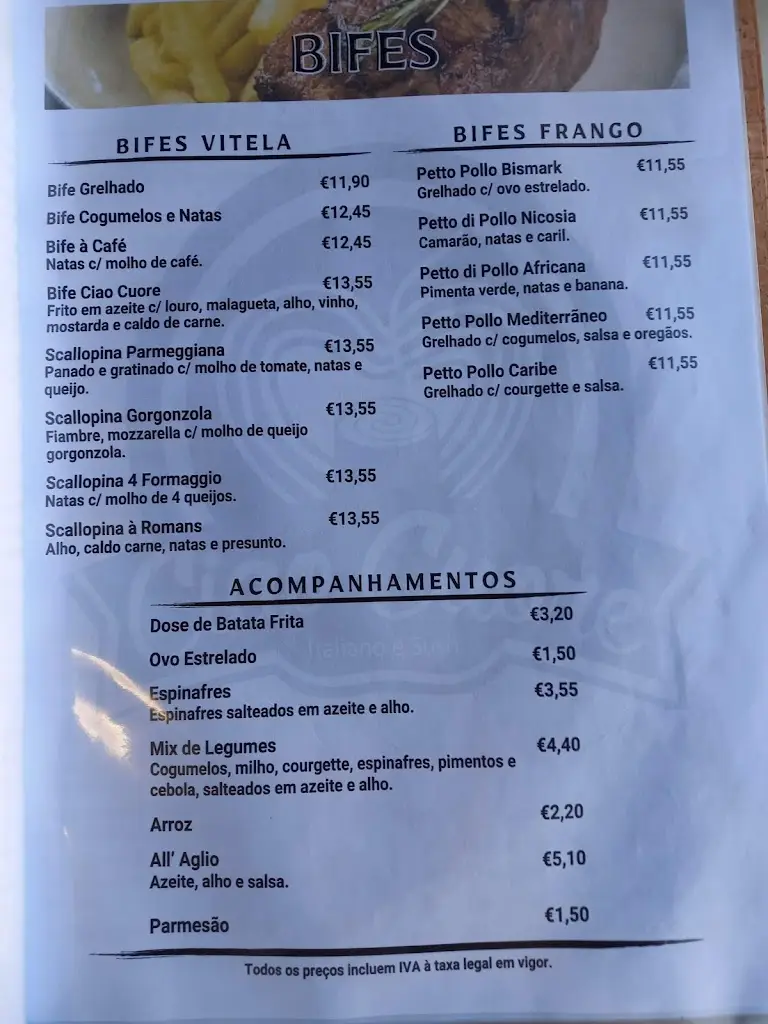 BIFES
BIFES VITELA
Bife Grelhado €11,90
Bife Cogumelos e Natas €12,45
Bife à Café €12,45
Natas c/ molho de café.
Bife Ciao Cuore €13,55
Frito em azeite c/ louro, malagueta, alho, vinho,
mostarda e caldo de carne.
Scallopina Parmeggiana €13,55
Panado e gratinado c/ molho de tomate, natas e
queijo.
Scallopina Gorgonzola €13,55
Fiambre, mozzarella c/ molho de queijo
gorgonzola.
Scallopina 4 Formaggio €13,55
Natas c/ molho de 4 queijos.
Scallopina à Romans €13,55
Alho, caldo carne, natas e presunto.
BIFES FRANGO
Petto Pollo Bismark €11,55
Grelhado c/ ovo estrelado.
Petto di Pollo Nicosia €11,55
Camarão, natas e caril.
Petto di Pollo Africana €11,55
Pimenta verde, natas e banana.
Petto Pollo Mediterrãneo €11,55
Grelhado c/ cogumelos, salsa e oregãos.
Petto Pollo Caribe €11,55
Grelhado c/ courgette e salsa.
Ciao Cuore
Italiano e Sushi
ACOMPANHAMENTOS
Dose de Batata Frita €3,20
Ovo Estrelado €1,50
Espinafres €3,55
Espinafres salteados em azeite e alho.
Mix de Legumes €4,40
Cogumelos, milho, courgette, espinafres, pimentos e
cebola, salteados em azeite e alho.
Arroz €2,20
All' Aglio €5,10
Azeite, alho e salsa.
Parmesão €1,50
Todos os preços incluem IVA à taxa legal em vigor.